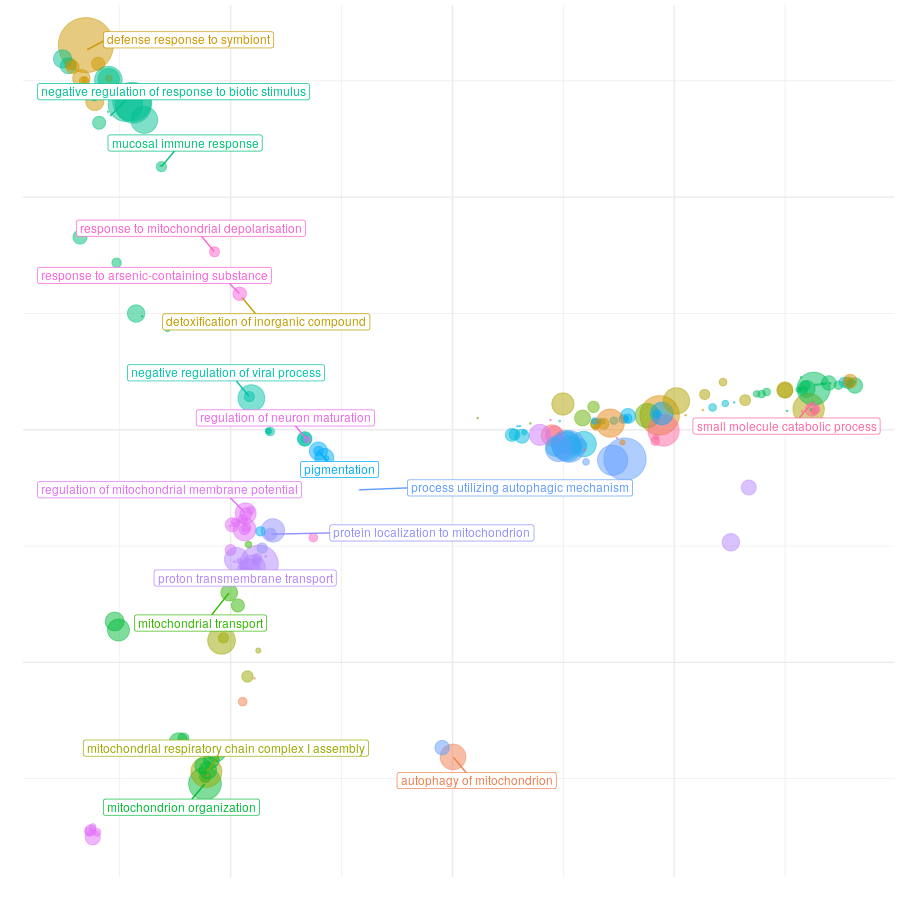 defense response to symbiont
negative regulation of response to biotic stimulus
mucosal immune response
response to mitochondrial depolarisation
response to arsenic-containing substance
detoxification of inorganic compound
negative regulation of viral process
regulation of neuron maturation
small molecule catabolic process
pigmentation
regulation of mitochondrial membrane potential
process utilizing autophagic mechanism
protein localization to mitochondrion
proton transmembrane transport
mitochondrial transport
mitochondrial respiratory chain complex I assembly
autophagy of mitochondrion
mitochondrion organization